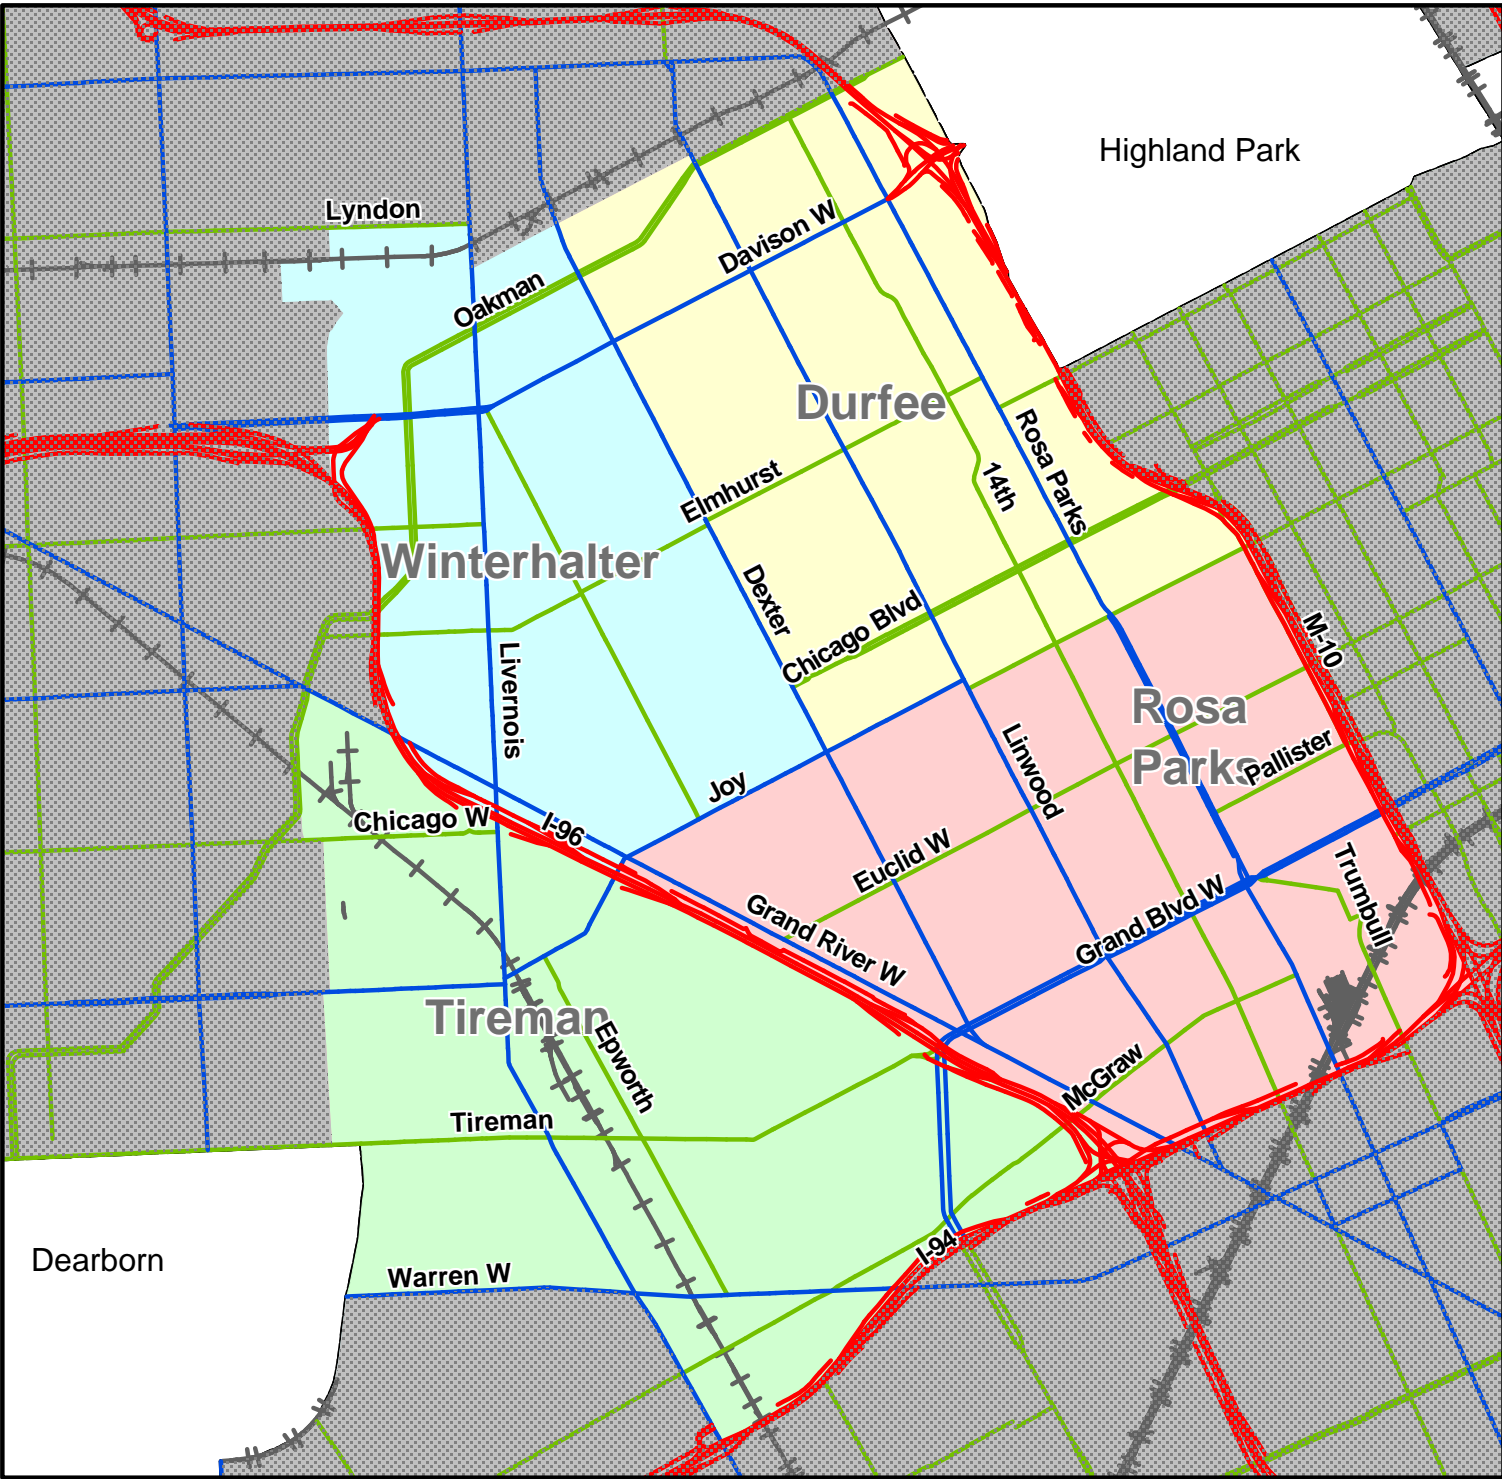 Highland Park
Lyndon
Davison W
Oakman
Durfee
Rosa Parks
14th
Elmhurst
Winterhalter
Dexter
Chicago Blvd
M-10
Livernois
Rosa
Parks
Linwood
Pallister
Joy
Chicago W
I-96
Euclid W
Trumbull
Grand River W
Grand Blvd W
Tireman
Epworth
McGraw
Tireman
I-94
Dearborn
Warren W